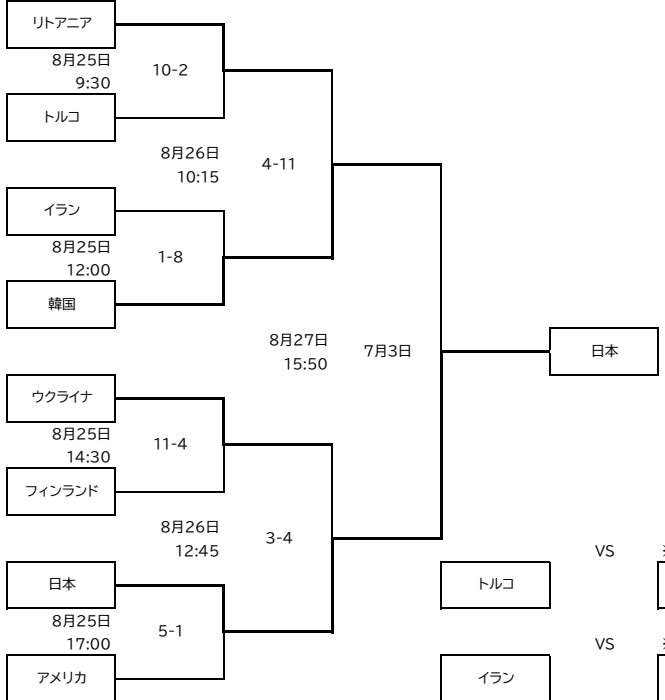 リトアニア
8月25日
9:30
10-2
トルコ
8月26日
10:15
4-11
イラン
8月25日
12:00
1-8
韓国
8月27日
15:50
7月3日
日本
ウクライナ
8月25日
14:30
11-4
フィンランド
8月26日
12:45
3-4
日本
8月25日
17:00
5-1
アメリカ
VS
トルコ
VS
イラン